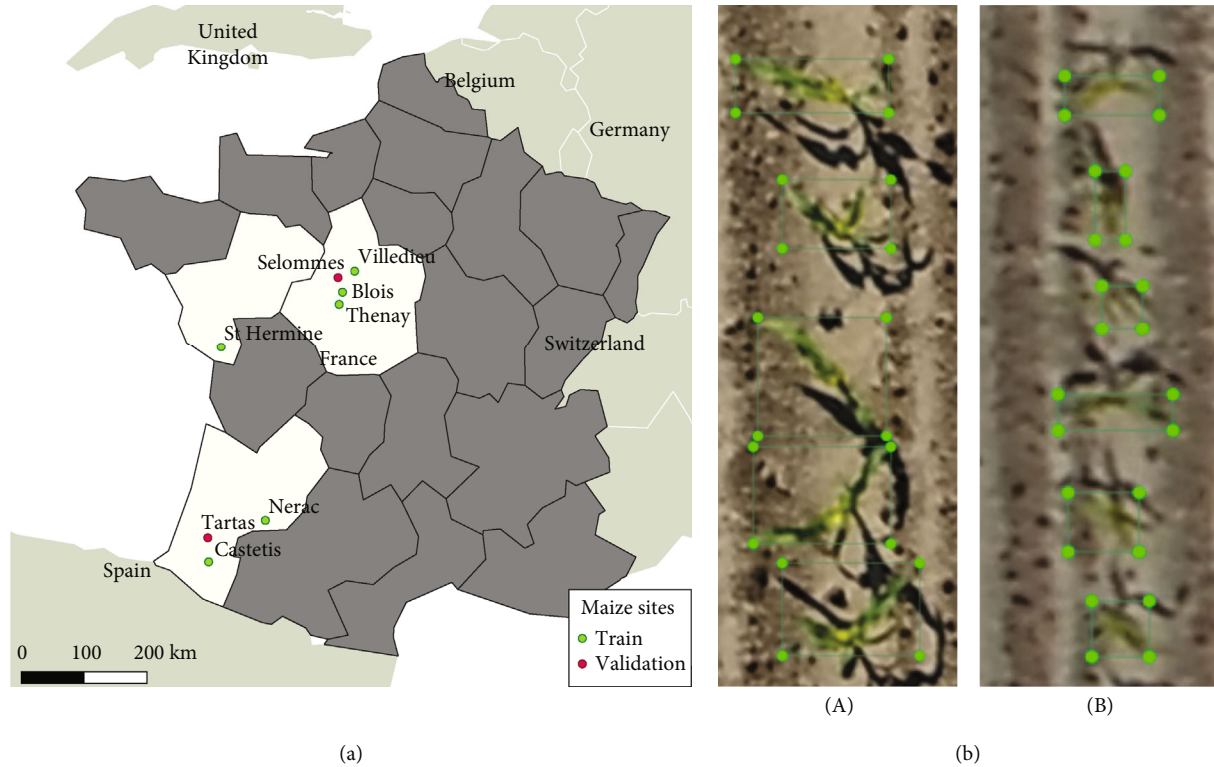 United
Kingdom
Belgium
Germany
Selommes
Villedieu
Blois
Thenay
St Hermine
France
Switzerland
Nerac
Tartas
Castetis
Spain
0 100 200 km
Maize sites
Train
Validation
(A)
(B)
(a)
(b)